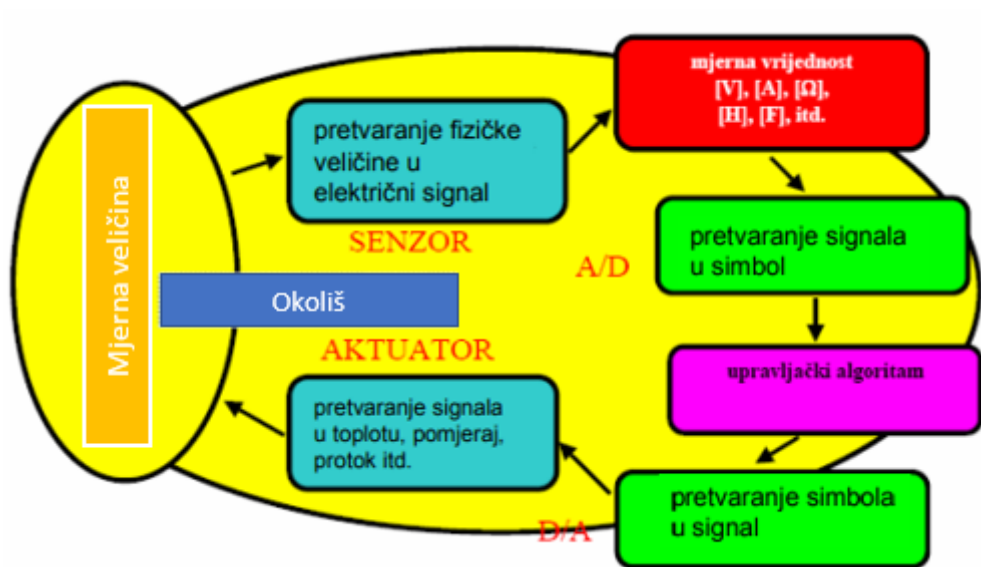 mjerna vrijednost
[V], [A], [Ω],
[H], [F], itd.
pretvaranje fizičke
veličine u
električni signal
SENZOR
pretvaranje signala
u simbol
A/D
Mjerna veličina
Okoliš
AKTUATOR
upravljački algoritam
pretvaranje signala
u toplotu, pomjeraj,
protok itd.
pretvaranje simbola
u signal
D/A